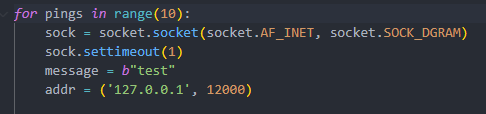 for pings in range(10):
    sock = socket.socket(socket.AF_INET, socket.SOCK_DGRAM)
    sock.settimeout(1)
    message = b"test"
    addr = ('127.0.0.1', 12000)